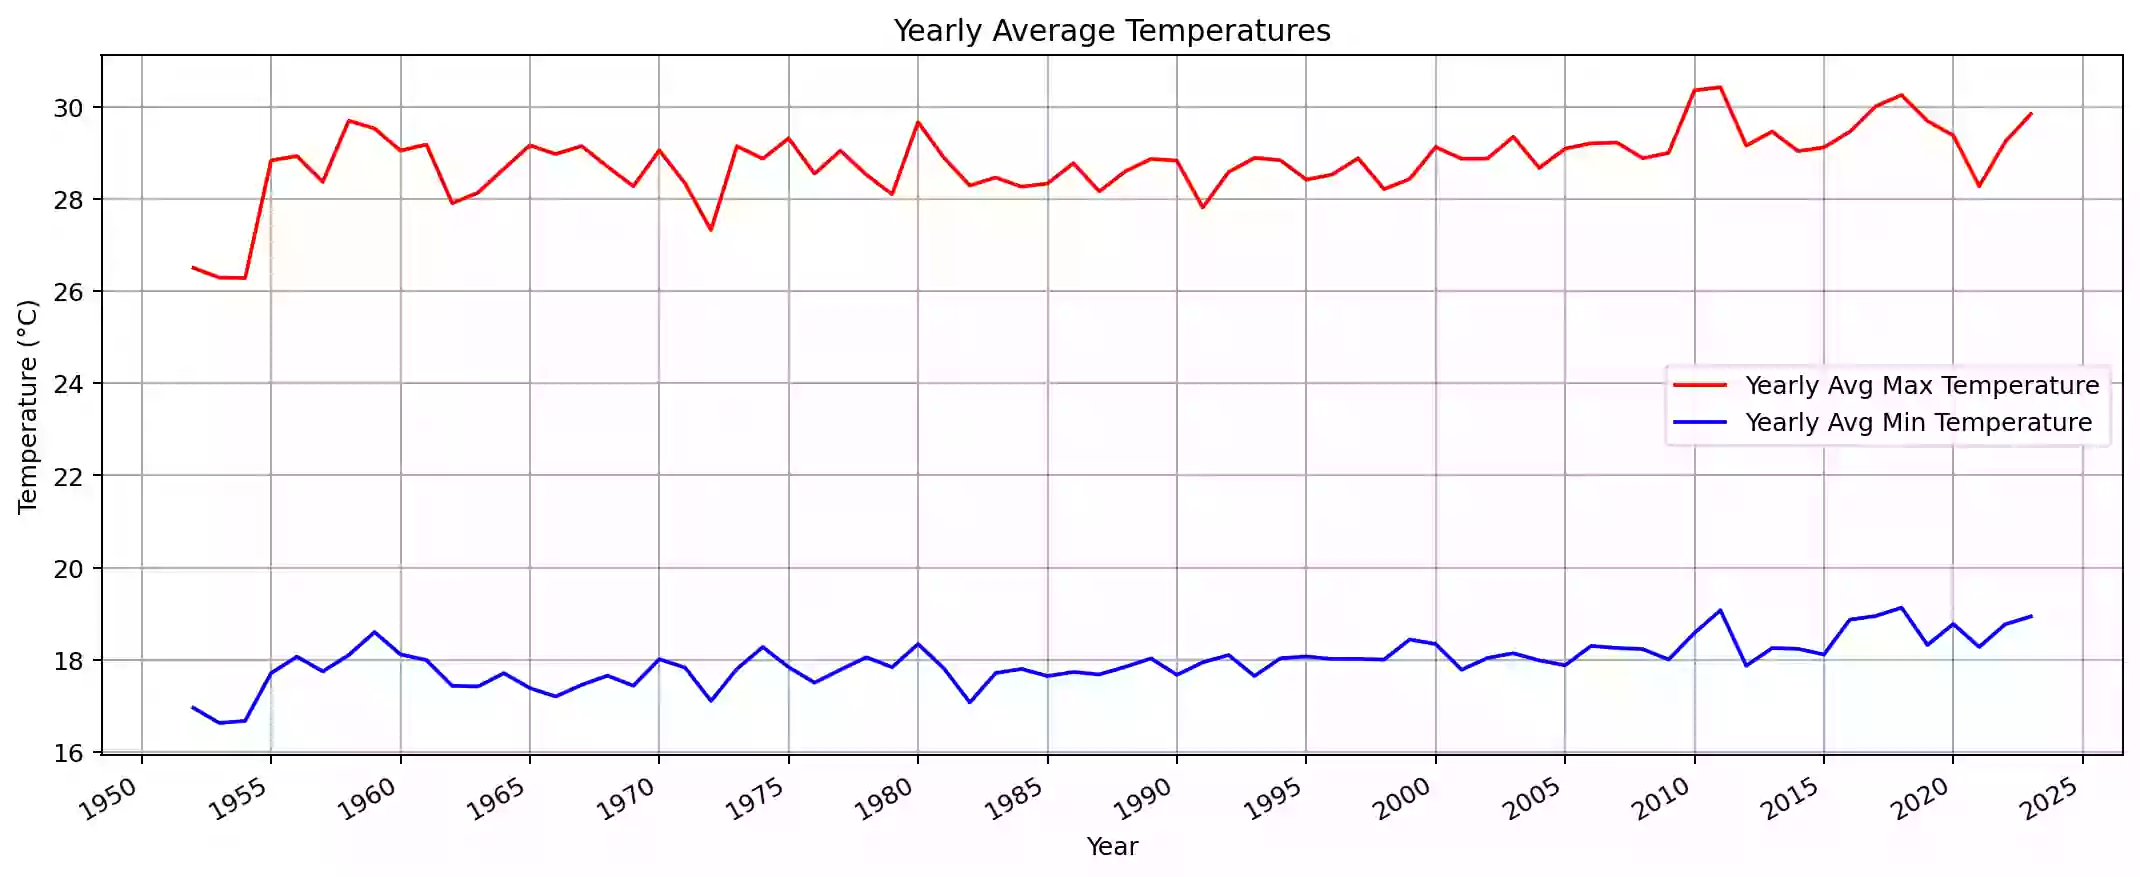 Yearly Average Temperatures
30
28
26
24
22
20
18
16
Temperature (°C)
Yearly Avg Max Temperature
Yearly Avg Min Temperature
1950 1955 1960 1965 1970 1975 1980 1985 1990 1995 2000 2005 2010 2015 2020 2025
Year